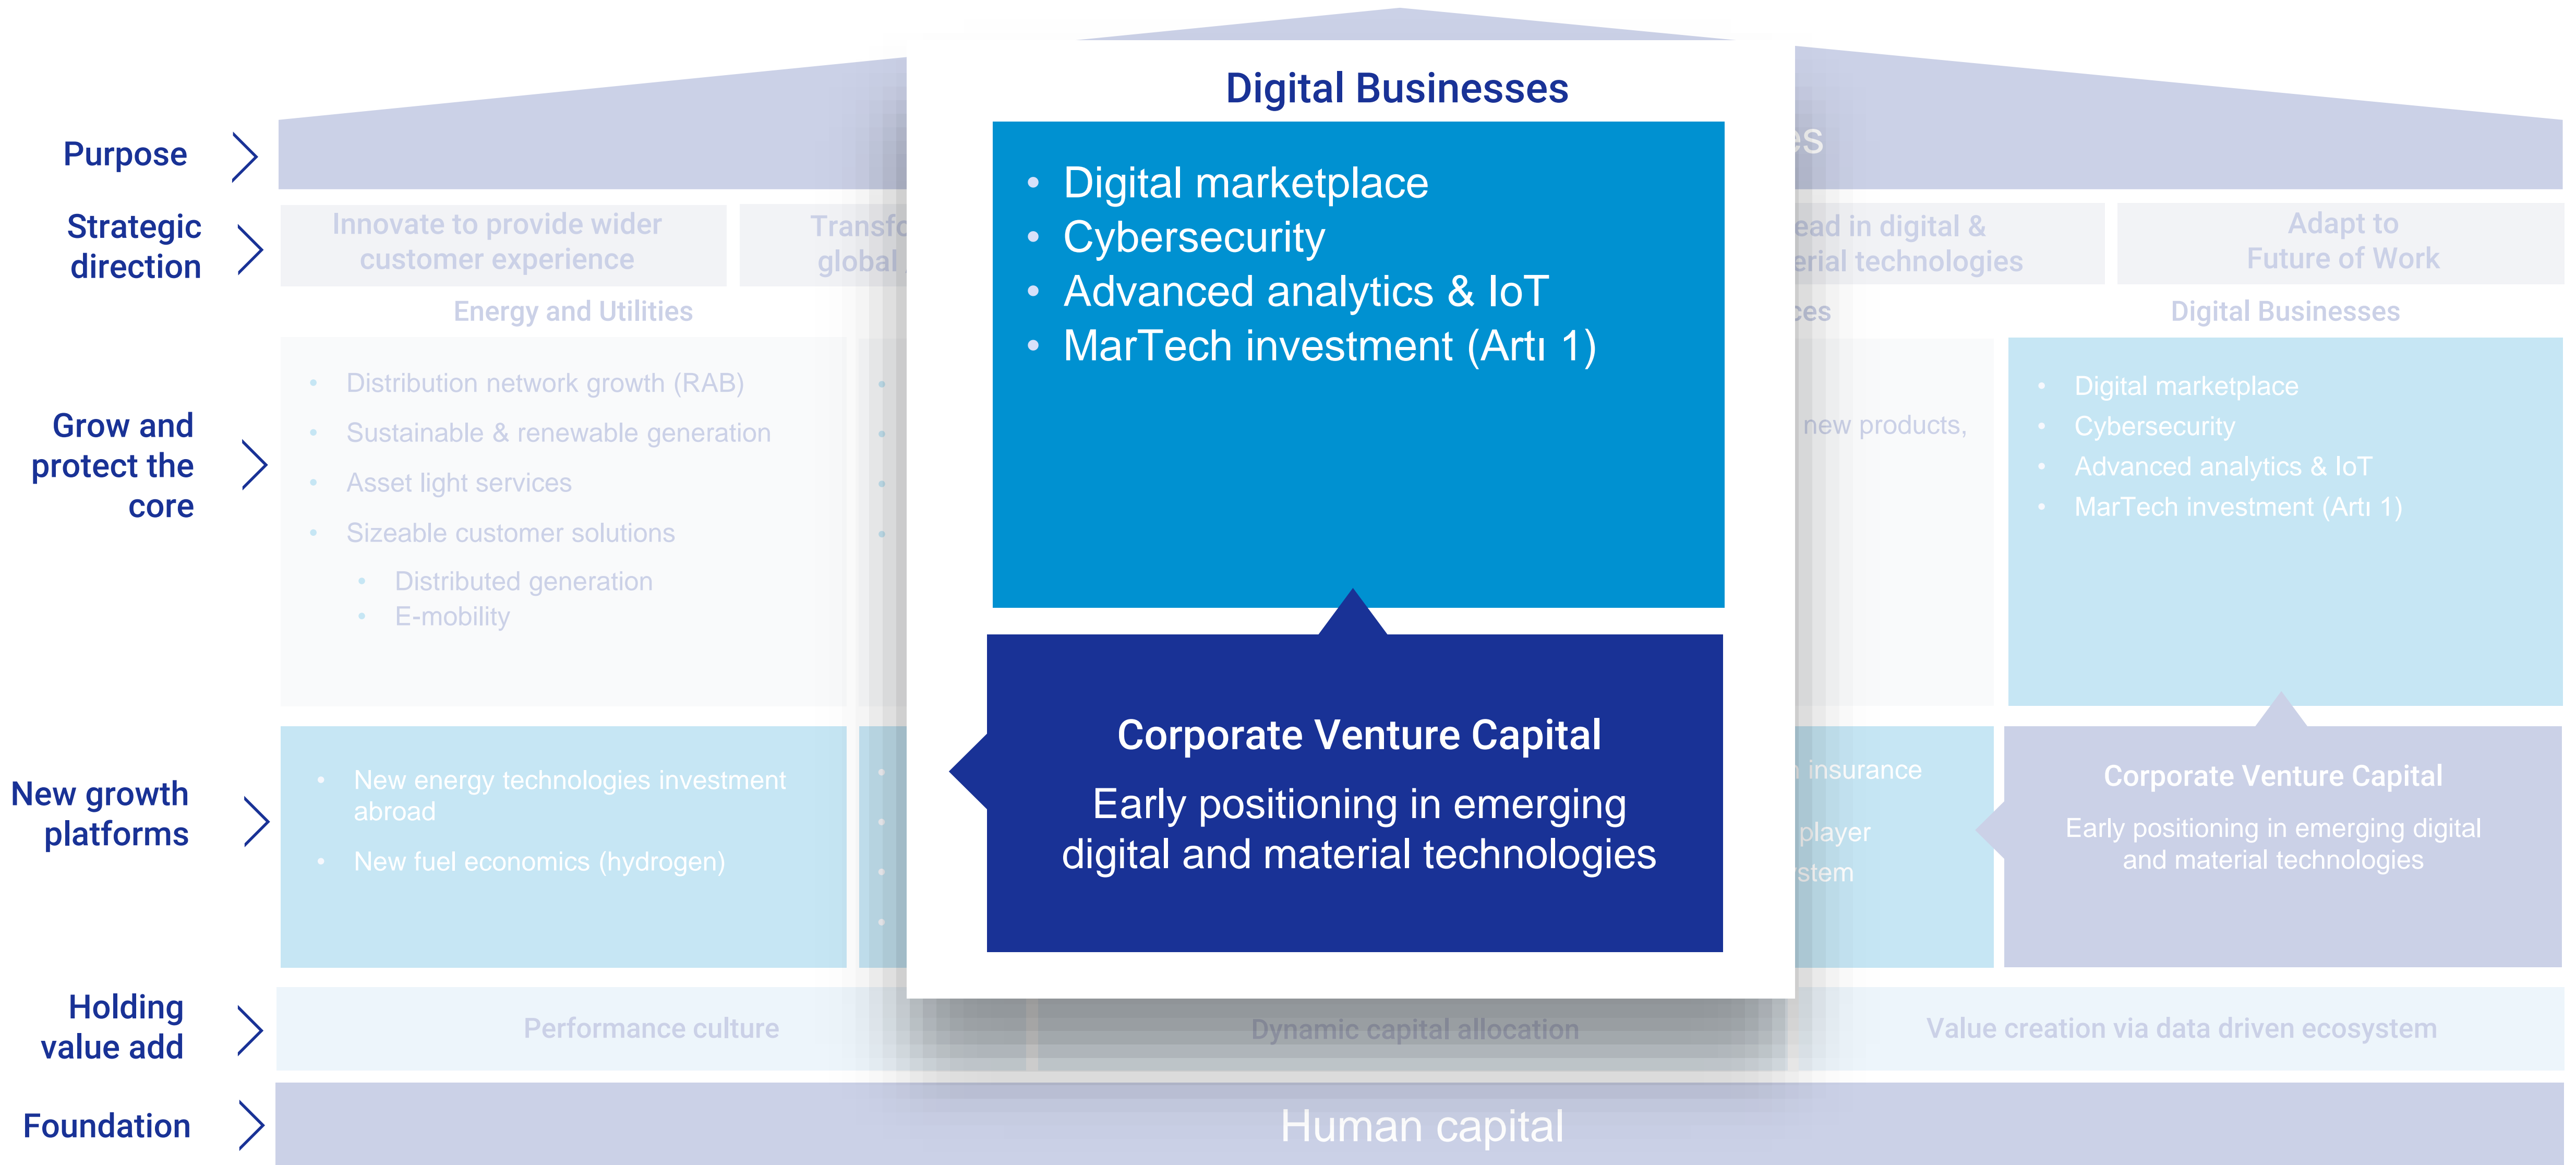 Digital Businesses
• Digital marketplace
• Cybersecurity
• Advanced analytics & IoT
• MarTech investment (Artı 1)
Corporate Venture Capital
Early positioning in emerging
digital and material technologies
Purpose
Strategic
direction
Innovate to provide wider
customer experience
global
in digital &
technologies
Adapt to
Future of Work
Energy and Utilities
Digital Businesses
Grow and
protect the
core
• Distribution network growth (RAB)
• Sustainable & renewable generation
• Asset light services
• Sizeable customer solutions
• Distributed generation
• E-mobility
new products,
• Digital marketplace
• Cybersecurity
• Advanced analytics & IoT
• MarTech investment (Artı 1)
New growth
platforms
• New energy technologies investment
abroad
• New fuel economics (hydrogen)
insurance
player
Corporate Venture Capital
Early positioning in emerging digital
and material technologies
Holding
value add
Performance culture
Dynamic capital allocation
Value creation via data driven ecosystem
Foundation
Human capital